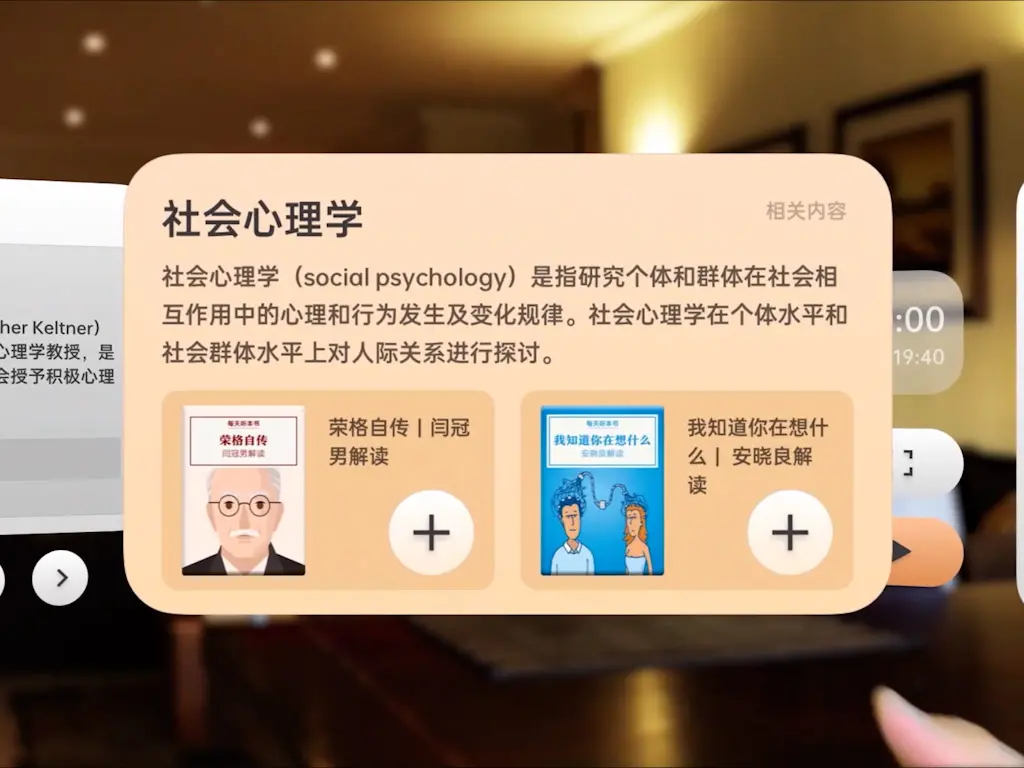 社会心理学
相关内容
社会心理学（social psychology）是指研究个体和群体在社会相
互作用中的心理和行为发生及变化规律。社会心理学在个体水平和
社会群体水平上对人际关系进行探讨。
每天听本书
荣格自传
闫冠男解读
荣格自传 | 闫冠
男解读
每天听本书
我知道你在想什么
安晓良解读
我知道你在想什
么 | 安晓良解
读
her Keltner）
心理学教授，是
会授予积极心理
:00
19:40